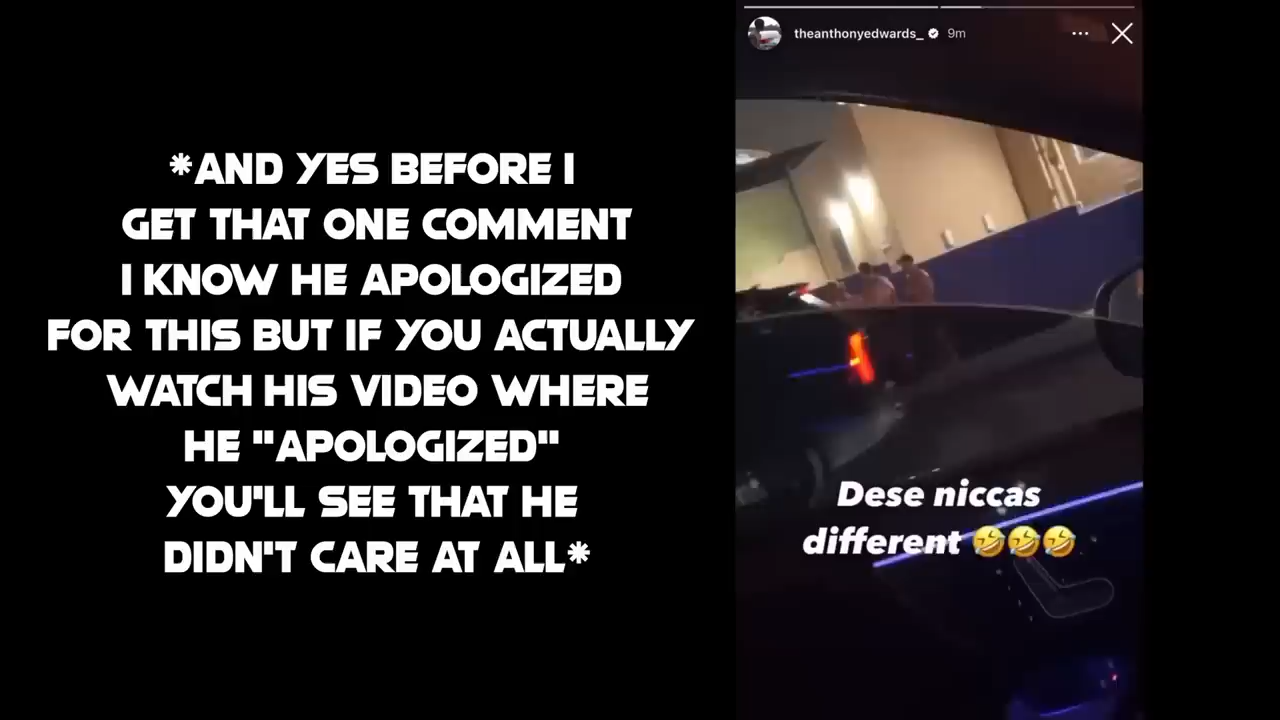 *AND YES BEFORE I
GET THAT ONE COMMENT
I KNOW HE APOLOGIZED
FOR THIS BUT IF YOU ACTUALLY
WATCH HIS VIDEO WHERE
HE "APOLOGIZED"
YOU'LL SEE THAT HE
DIDN'T CARE AT ALL*
theanthonyedwards_ 9m
Dese niccas
different 🤣🤣🤣